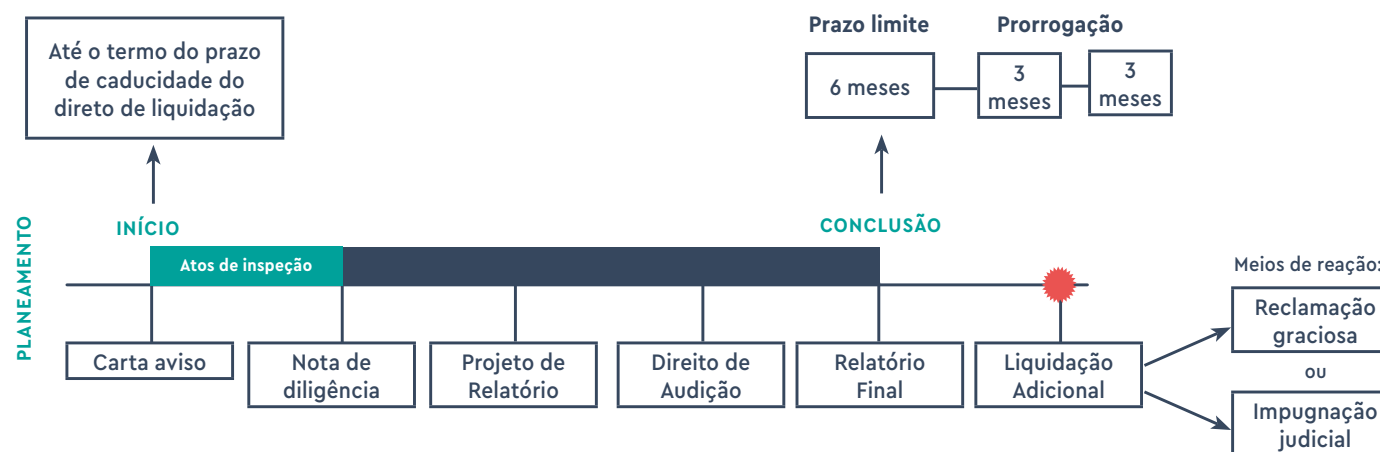 Até o termo do prazo
de caducidade do
direto de liquidação
Prazo limite
Prorrogação
6 meses
3
meses
3
meses
PLANEAMENTO
INÍCIO
CONCLUSÃO
Atos de inspeção
Carta aviso
Nota de
diligência
Projeto de
Relatório
Direito de
Audição
Relatório
Final
Liquidação
Adicional
Meios de reação:
Reclamação
graciosa
ou
Impugnação
judicial